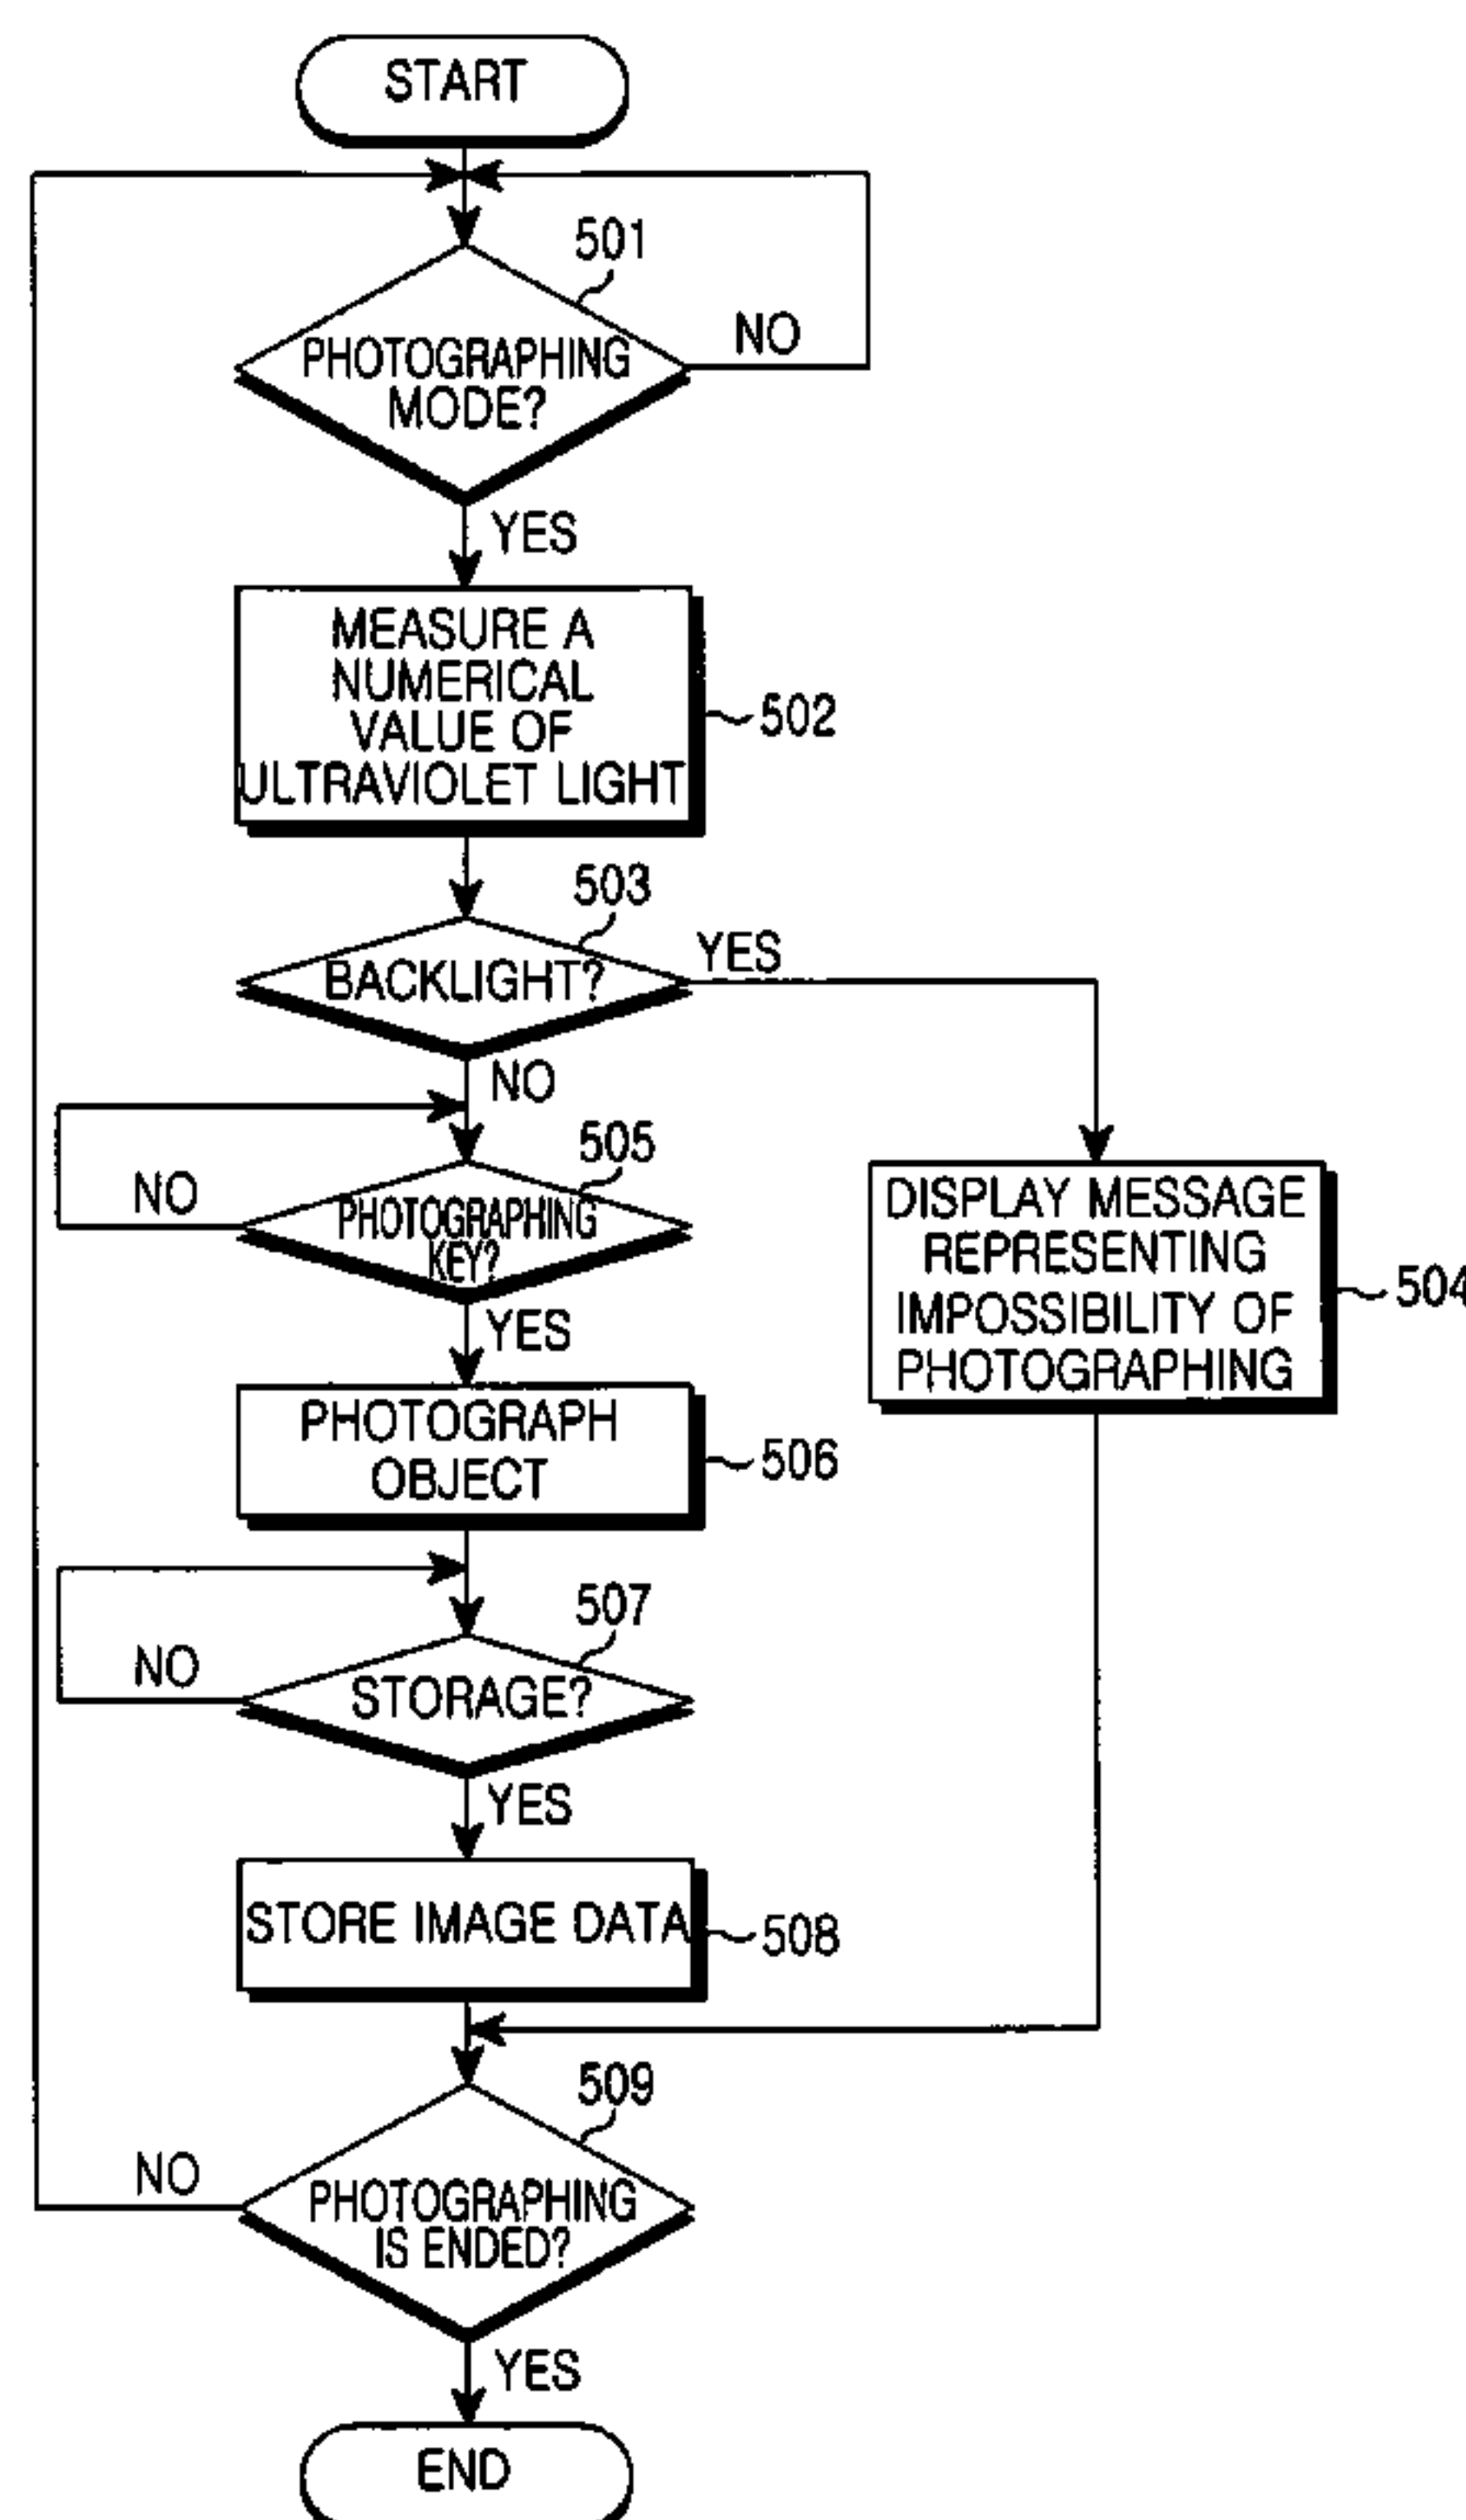 START
501
PHOTOGRAPHING
MODE?
NO
YES
MEASURE A
NUMERICAL
VALUE OF
ULTRAVIOLET LIGHT
502
503
BACKLIGHT?
YES
NO
505
PHOTOGRAPHING
KEY?
NO
YES
DISPLAY MESSAGE
REPRESENTING
IMPOSSIBILITY OF
PHOTOGRAPHING
504
PHOTOGRAPH
OBJECT
506
507
STORAGE?
NO
YES
STORE IMAGE DATA
508
509
PHOTOGRAPHING
IS ENDED?
NO
YES
END